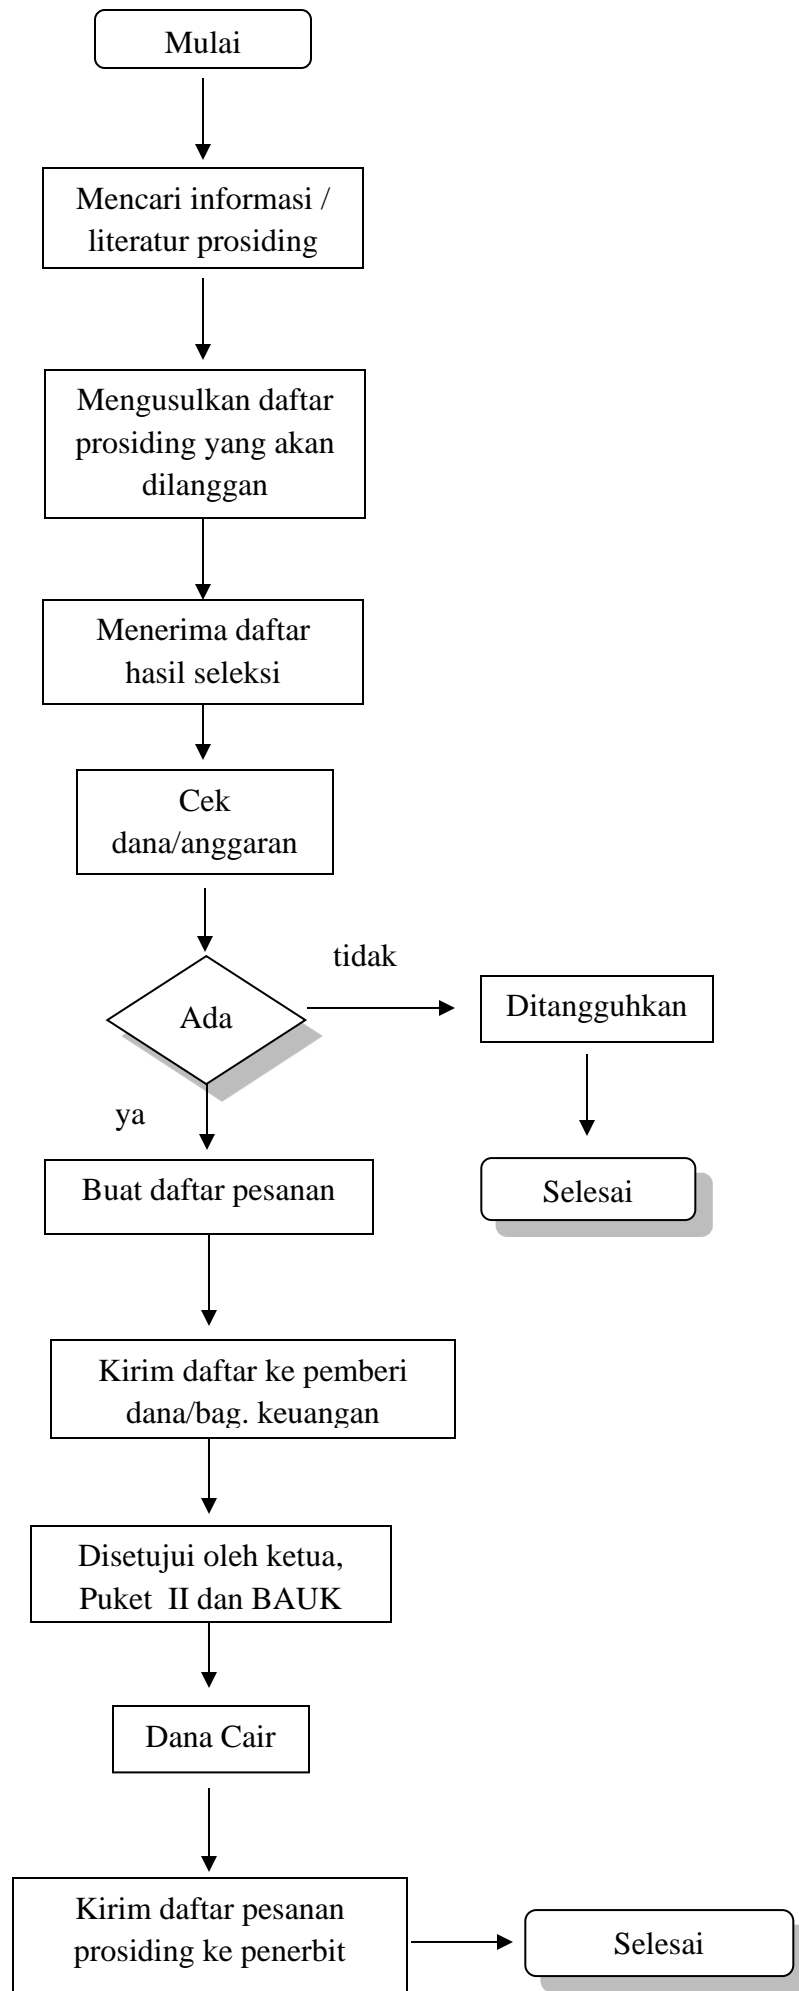 Mulai
Mencari informasi /
literatur prosiding
Mengusulkan daftar
prosiding yang akan
dilanggan
Menerima daftar
hasil seleksi
Cek
dana/anggaran
tidak
Ada
Ditangguhkan
ya
Buat daftar pesanan
Selesai
Kirim daftar ke pemberi
dana/bag. keuangan
Disetujui oleh ketua,
Puket  II dan BAUK
Dana Cair
Kirim daftar pesanan
prosiding ke penerbit
Selesai